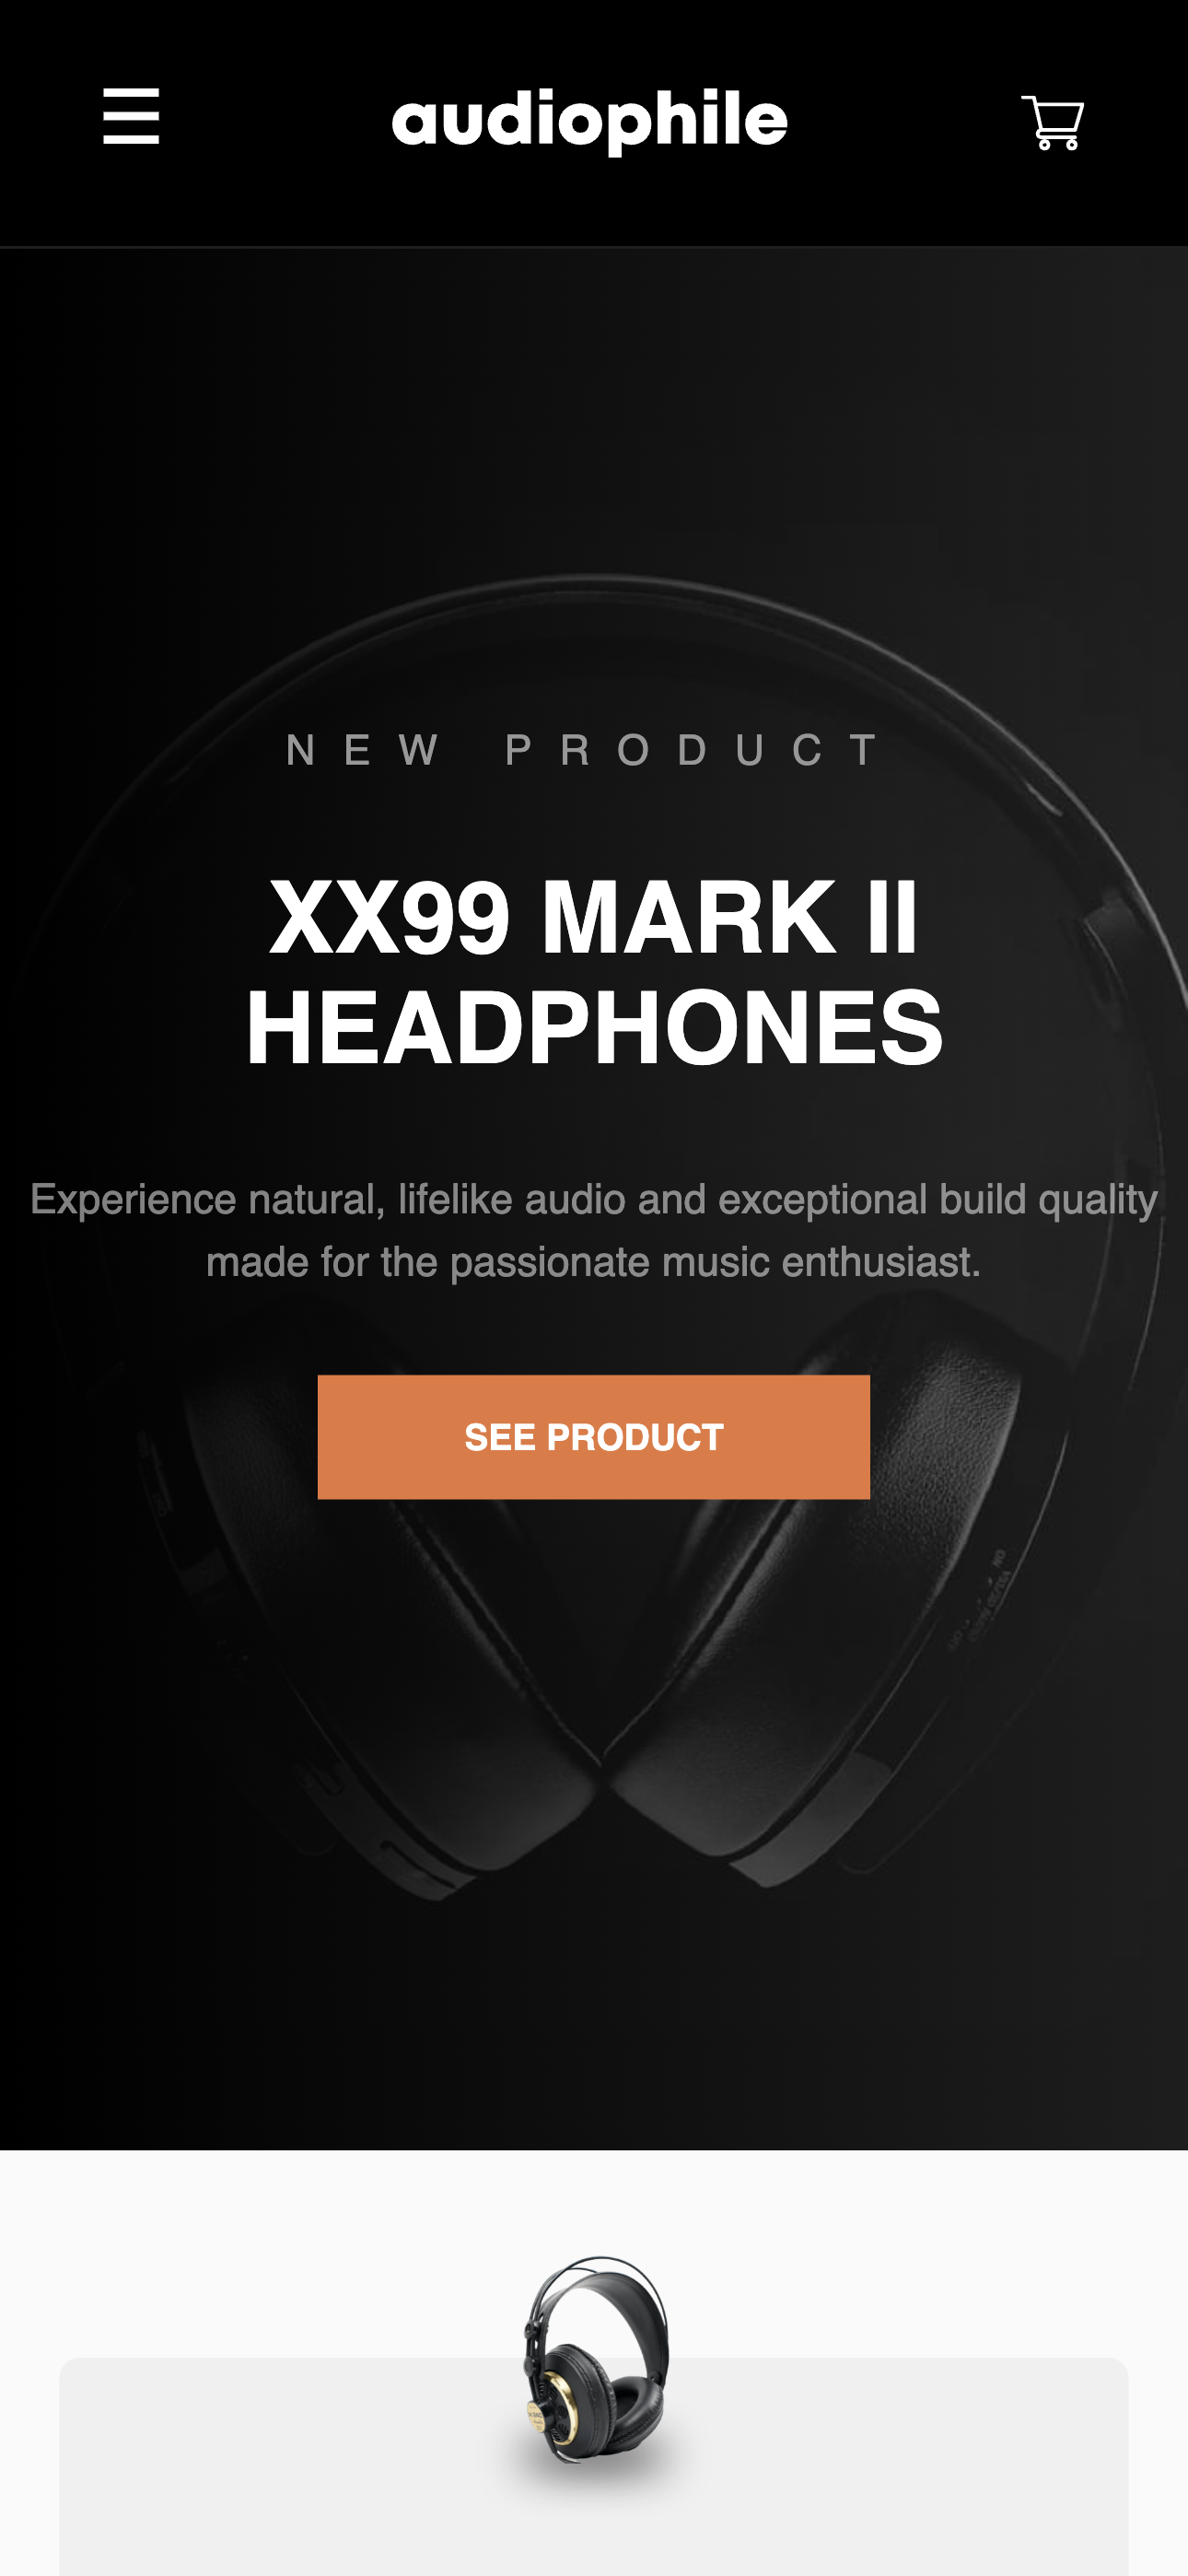 audiophile
NEW PRODUCT
XX99 MARK II
HEADPHONES
Experience natural, lifelike audio and exceptional build quality
made for the passionate music enthusiast.
SEE PRODUCT